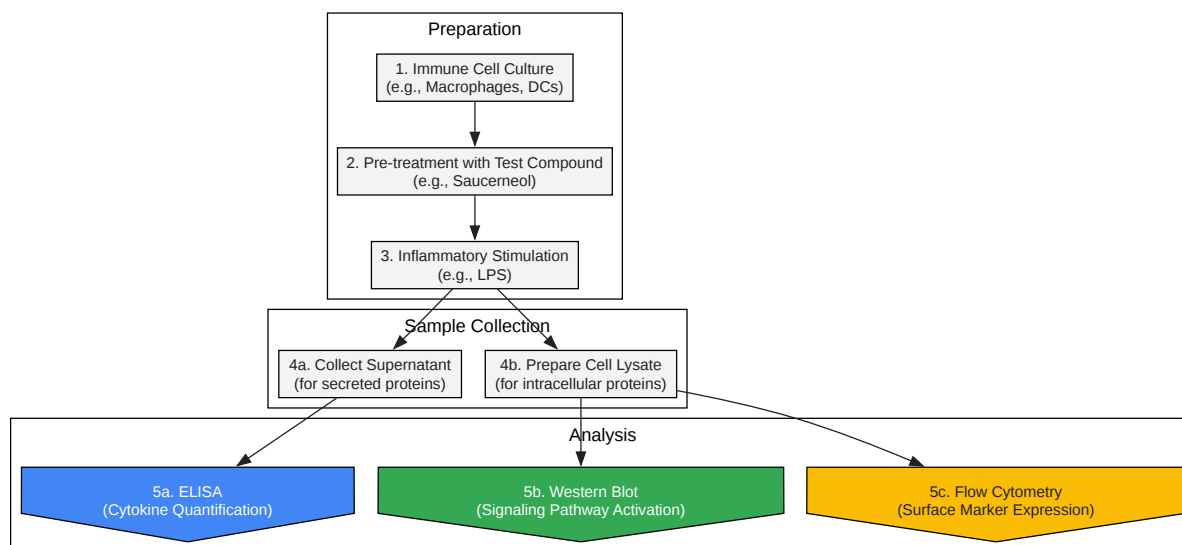 Preparation
1. Immune Cell Culture
(e.g., Macrophages, DCs)
2. Pre-treatment with Test Compound
(e.g., Saucerneol)
3. Inflammatory Stimulation
(e.g., LPS)
Sample Collection
4a. Collect Supernatant
(for secreted proteins)
4b. Prepare Cell Lysate
(for intracellular proteins)
Analysis
5a. ELISA
(Cytokine Quantification)
5b. Western Blot
(Signaling Pathway Activation)
5c. Flow Cytometry
(Surface Marker Expression)